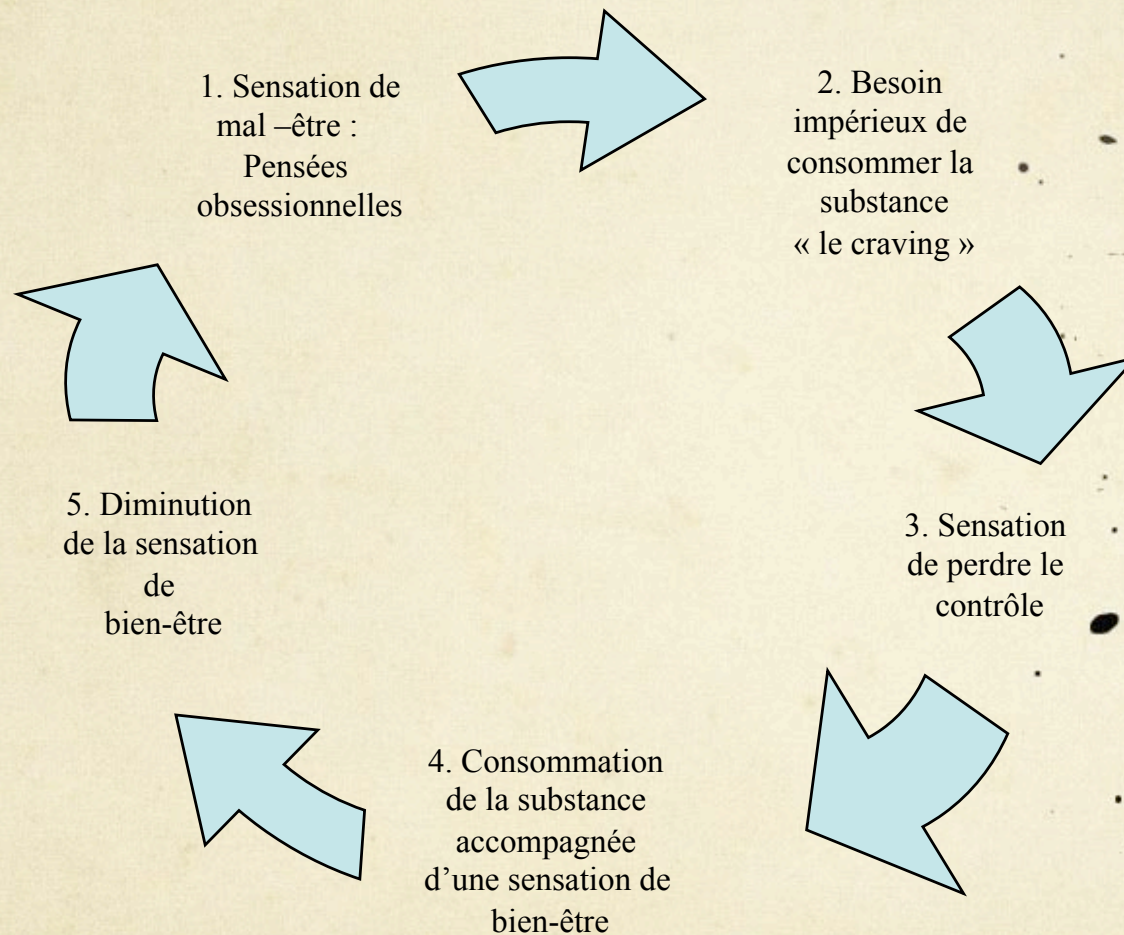 1. Sensation de
mal –être :
Pensées
obsessionnelles
2. Besoin
impérieux de
consommer la
substance
« le craving »
3. Sensation
de perdre le
contrôle
4. Consommation
de la substance
accompagnée
d’une sensation de
bien-être
5. Diminution
de la sensation
de
bien-être